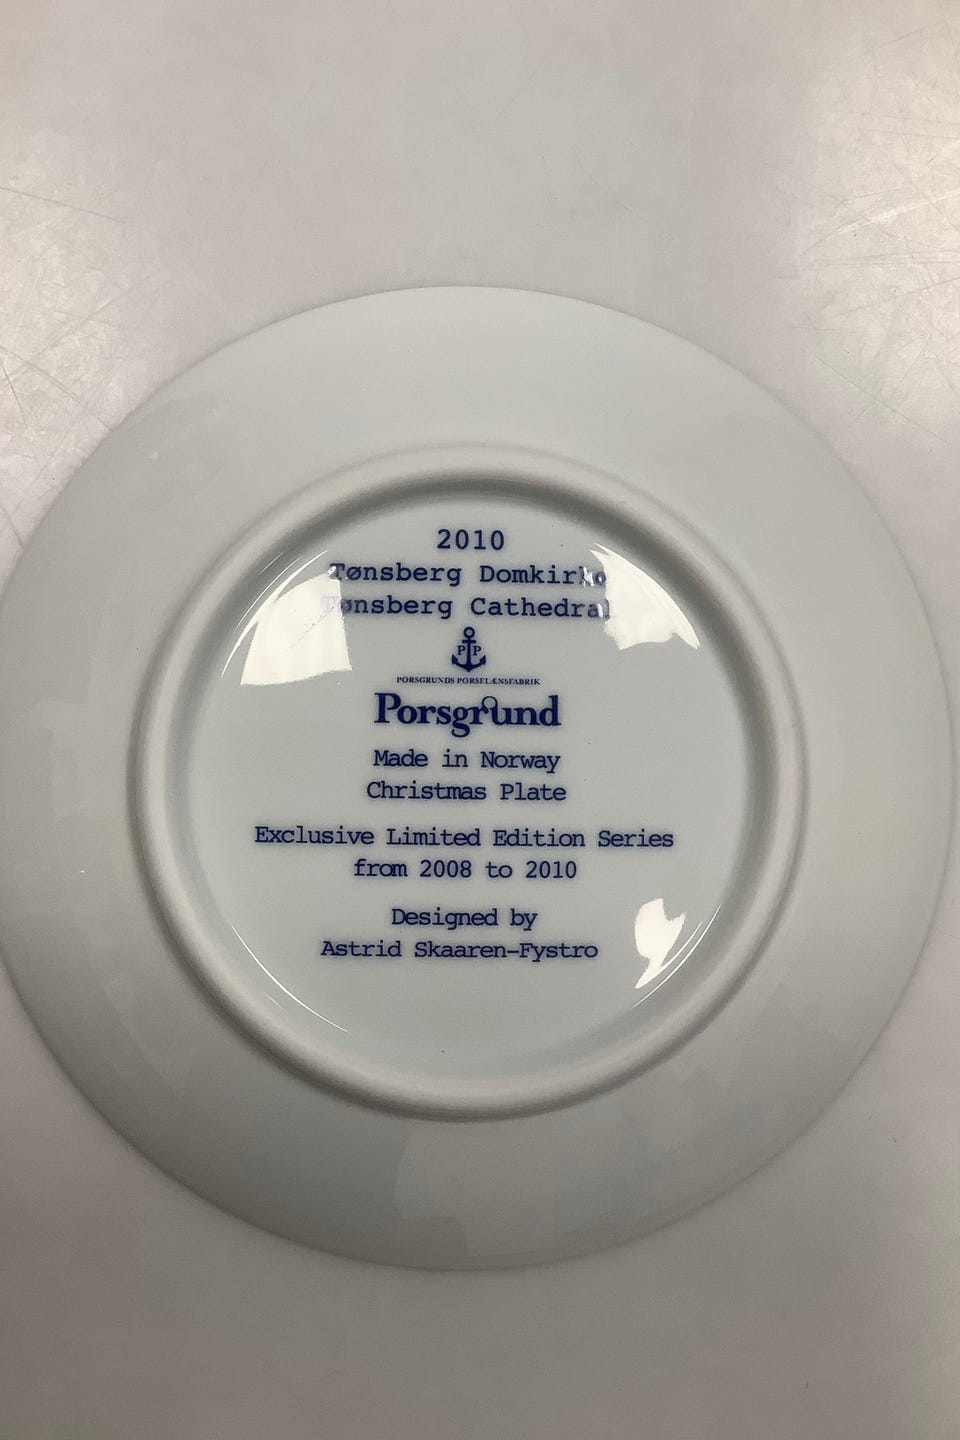 2010
Tønsberg Domkirke
Tønsberg Cathedral
P P
PORSGRUNDS PORSELÆNSFABRIK
Porsgrund
Made in Norway
Christmas Plate
Exclusive Limited Edition Series
from 2008 to 2010
Designed by
Astrid Skaaren-Fystro